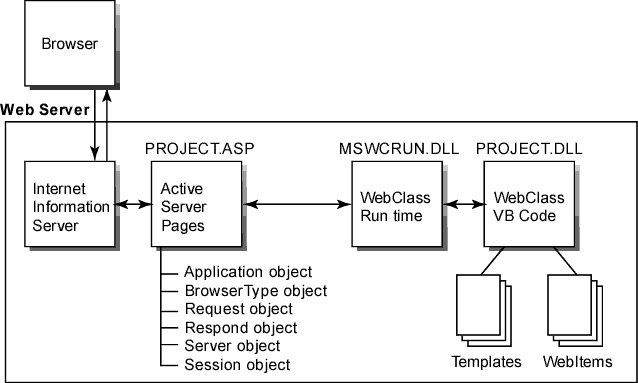 Browser
Web Server
PROJECT.ASP
MSWCRUN.DLL
PROJECT.DLL
Internet
Information
Server
Active
Server
Pages
WebClass
Run time
WebClass
VB Code
Application object
BrowserType object
Request object
Respond object
Server object
Session object
Templates
WebItems